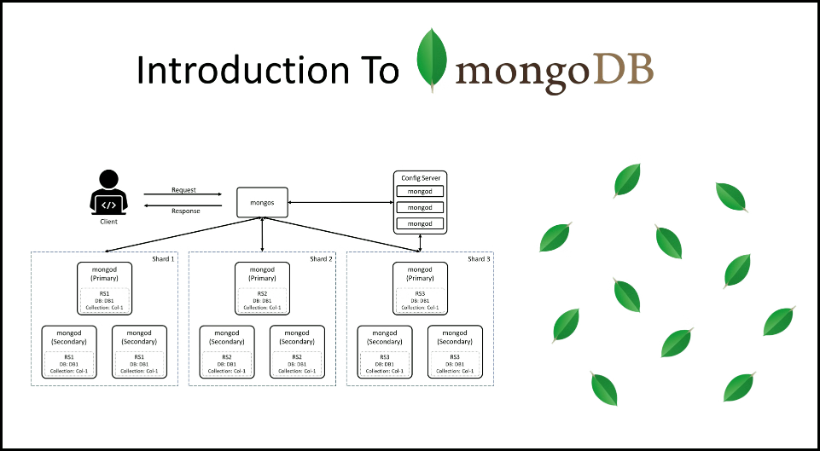 Introduction To mongoDB
Request
Response
Client
mongos
Config Server
mongod
mongod
mongod
Shard 1
mongod
(Primary)
RS1
DB: DB1
Collection: Col-1
mongod
(Secondary)
RS1
DB: DB1
Collection: Col-1
mongod
(Secondary)
RS1
DB: DB1
Collection: Col-1
Shard 2
mongod
(Primary)
RS2
DB: DB1
Collection: Col-1
mongod
(Secondary)
RS2
DB: DB1
Collection: Col-1
mongod
(Secondary)
RS2
DB: DB1
Collection: Col-1
Shard 3
mongod
(Primary)
RS3
DB: DB1
Collection: Col-1
mongod
(Secondary)
RS3
DB: DB1
Collection: Col-1
mongod
(Secondary)
RS3
DB: DB1
Collection: Col-1